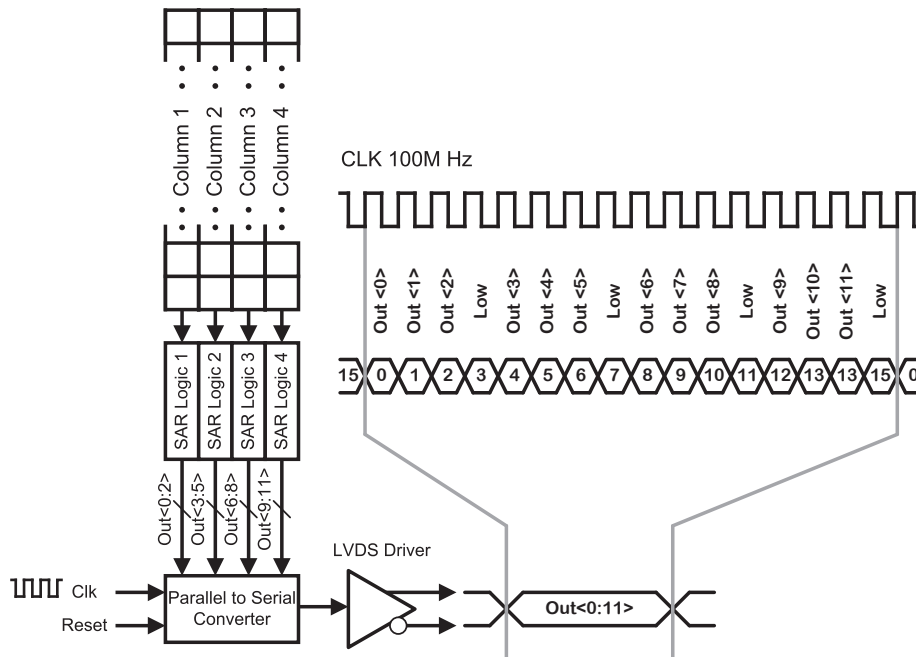 Column 1
Column 2
Column 3
Column 4
CLK 100M Hz
Out <0>
Out <1>
Out <2>
Low
Out <3>
Out <4>
Out <5>
Low
Out <6>
Out <7>
Out <8>
Low
Out <9>
Out <10>
Out <11>
Low
15 0 1 2 3 4 5 6 7 8 9 10 11 12 13 13 15 0
SAR Logic 1
SAR Logic 2
SAR Logic 3
SAR Logic 4
Out<0:2>
Out<3:5>
Out<6:8>
Out<9:11>
LVDS Driver
Clk
Reset
Parallel to Serial
Converter
Out<0:11>